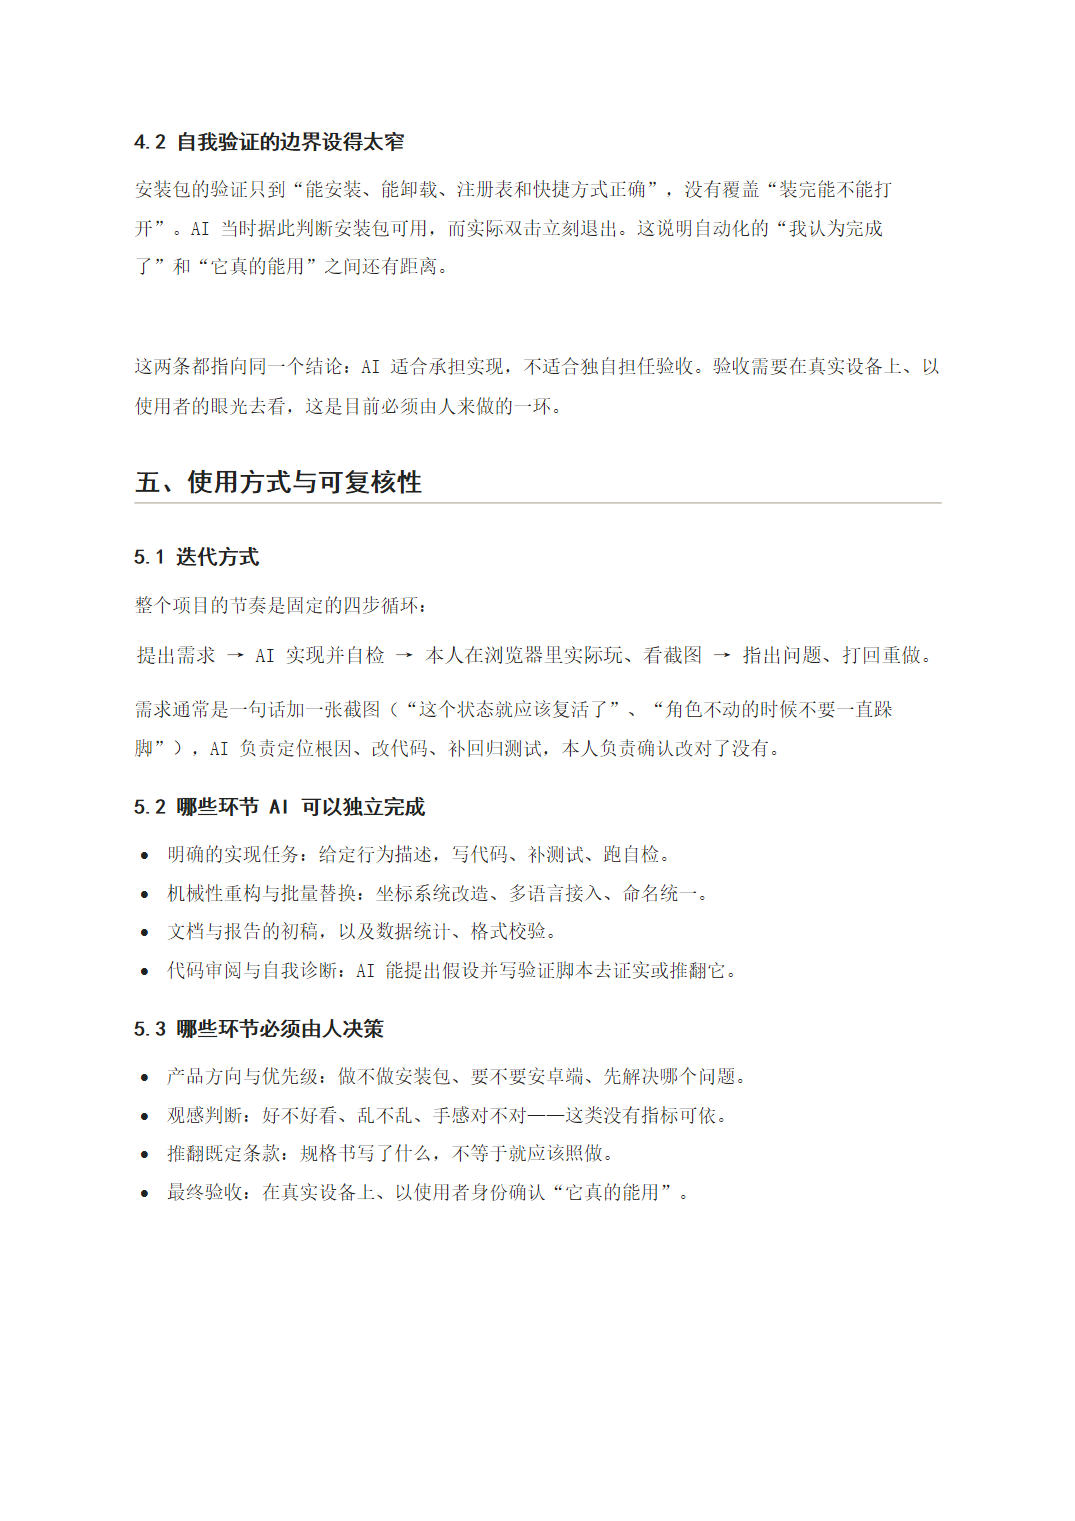 4.2 自我验证的边界设得太窄
安装包的验证只到“能安装、能卸载、注册表和快捷方式正确”，没有覆盖“装完能不能打
开”。AI 当时据此判断安装包可用，而实际双击立刻退出。这说明自动化的“我认为完成
了”和“它真的能用”之间还有距离。
这两条都指向同一个结论：AI 适合承担实现，不适合独自担任验收。验收需要在真实设备上、以
使用者的眼光去看，这是目前必须由人来做的一环。
五、使用方式与可复核性
5.1 迭代方式
整个项目的节奏是固定的四步循环：
提出需求 → AI 实现并自检 → 本人在浏览器里实际玩、看截图 → 指出问题、打回重做。
需求通常是一句话加一张截图（“这个状态就应该复活了”、“角色不动的时候不要一直跺
脚”），AI 负责定位根因、改代码、补回归测试，本人负责确认改对了没有。
5.2 哪些环节 AI 可以独立完成
• 明确的实现任务：给定行为描述，写代码、补测试、跑自检。
• 机械性重构与批量替换：坐标系统改造、多语言接入、命名统一。
• 文档与报告的初稿，以及数据统计、格式校验。
• 代码审阅与自我诊断：AI 能提出假设并写验证脚本去证实或推翻它。
5.3 哪些环节必须由人决策
• 产品方向与优先级：做不做安装包、要不要安卓端、先解决哪个问题。
• 观感判断：好不好看、乱不乱、手感对不对——这类没有指标可依。
• 推翻既定条款：规格书写了什么，不等于就应该照做。
• 最终验收：在真实设备上、以使用者身份确认“它真的能用”。